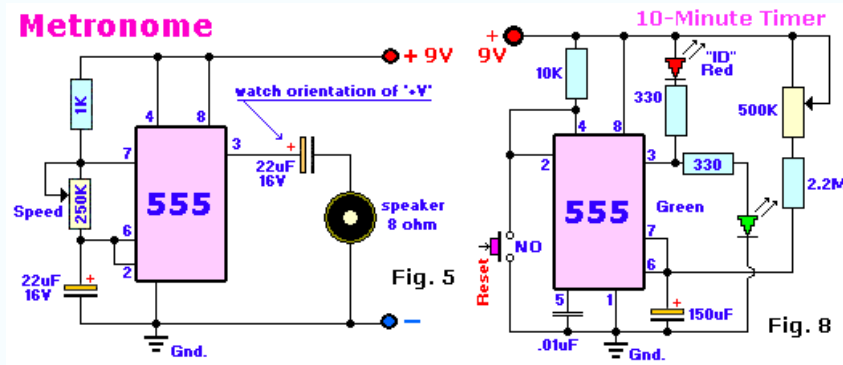 Metronome
+ 9V
watch orientation of '+V'
1K
4
8
3
7
+
22uF
16V
250K
Speed
555
speaker
8 ohm
6
2
+
22uF
16V
Fig. 5
−
Gnd.
10-Minute Timer
+
9V
"ID"
Red
10K
330
500K
4
8
2
3
330
2.2M
555
Green
7
6
NO
Reset
5
1
+
150uF
.01uF
Fig. 8
Gnd.